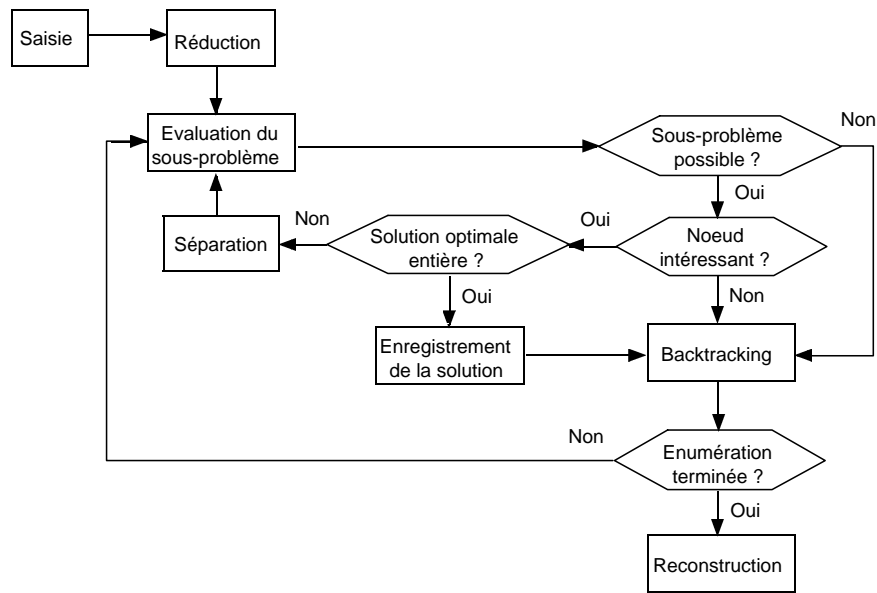 Saisie
Réduction
Evaluation du
sous-problème
Sous-problème
possible ?
Non
Oui
Séparation
Non
Solution optimale
entière ?
Oui
Noeud
intéressant ?
Oui
Non
Enregistrement
de la solution
Backtracking
Non
Enumération
terminée ?
Oui
Reconstruction